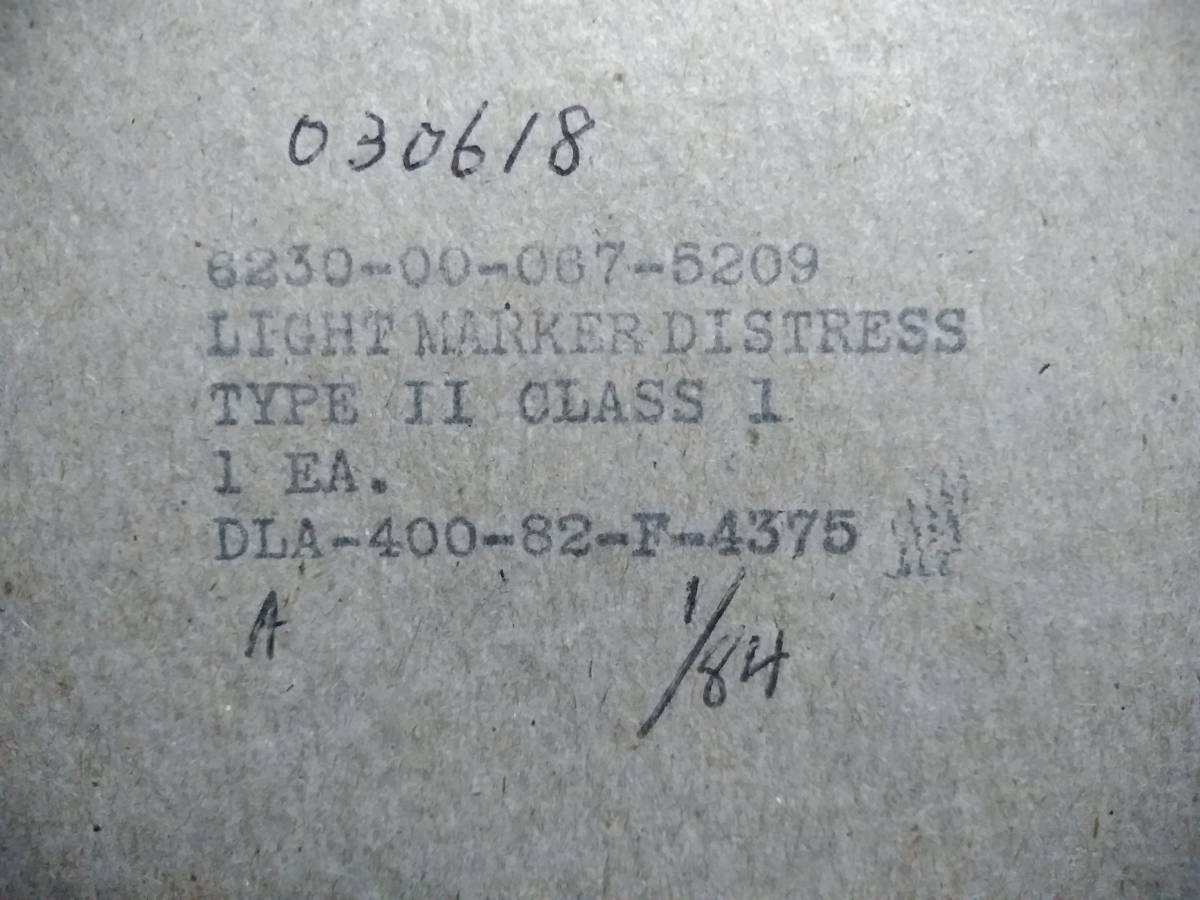 030618
6230-00-067-5209
LIGHT MARKER DISTRESS
TYPE II CLASS 1
1 EA.
DLA-400-82-F-4375
A 1/84